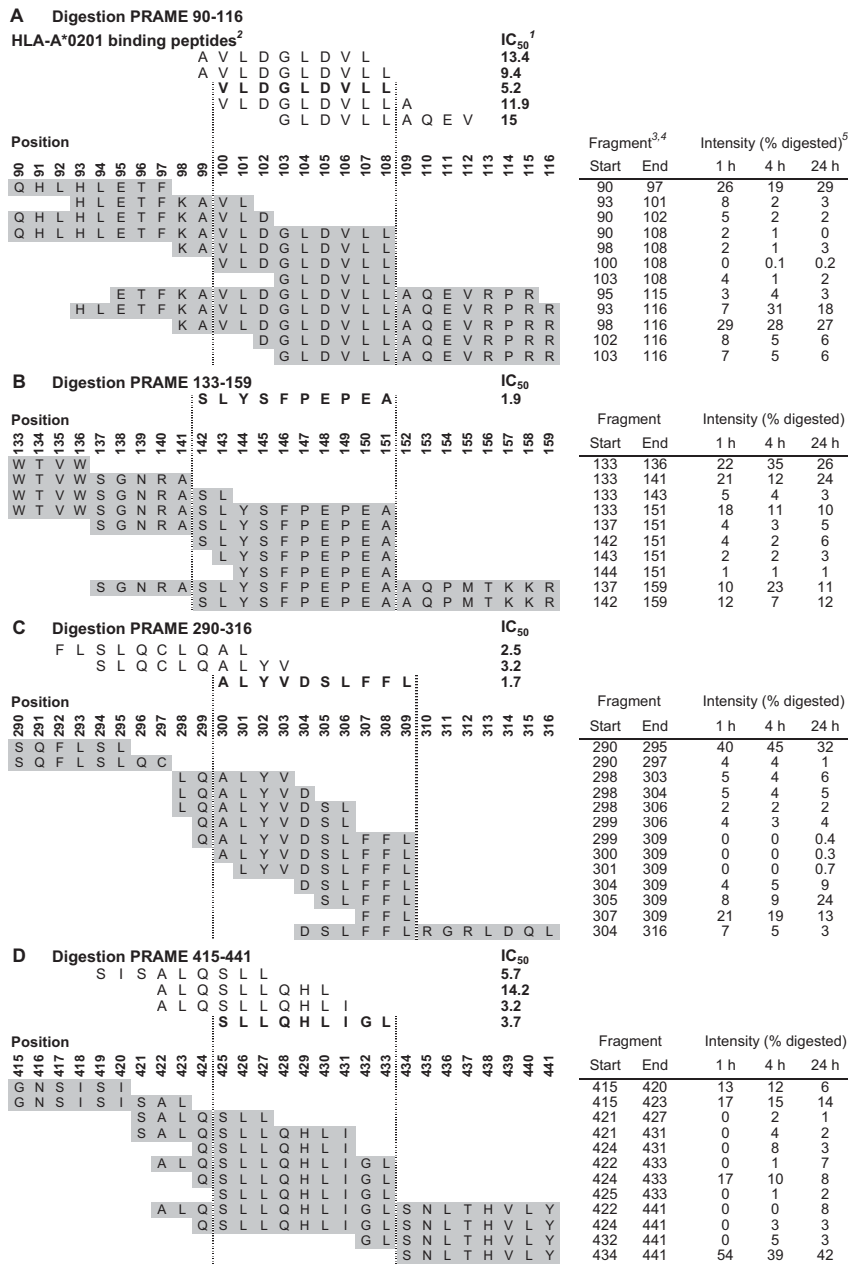 A Digestion PRAME 90-116
HLA-A*0201 binding peptides2 IC50 1
A V L D G L D V L 13.4
A V L D G L D V L L 9.4
V L D G L D V L L 5.2
V L D G L D V L L A 11.9
G L D V L L A Q E V 15
Position Fragment3,4 Intensity (% digested)5
90 91 92 93 94 95 96 97 98 99 100 101 102 103 104 105 106 107 108 109 110 111 112 113 114 115 116 Start End 1 h 4 h 24 h
Q H L H L E T F 90 97 26 19 29
H L E T F K A V L 93 101 8 2 3
Q H L H L E T F K A V L D 90 102 5 2 2
Q H L H L E T F K A V L D G L D V L L 90 108 2 1 0
K A V L D G L D V L L 98 108 2 1 3
V L D G L D V L L 100 108 0 0.1 0.2
G L D V L L 103 108 4 1 2
E T F K A V L D G L D V L L A Q E V R P R 95 115 3 4 3
H L E T F K A V L D G L D V L L A Q E V R P R R 93 116 7 31 18
K A V L D G L D V L L A Q E V R P R R 98 116 29 28 27
D G L D V L L A Q E V R P R R 102 116 8 5 6
G L D V L L A Q E V R P R R 103 116 7 5 6
B Digestion PRAME 133-159 IC50
S L Y S F P E P E A 1.9
Position Fragment Intensity (% digested)
133 134 135 136 137 138 139 140 141 142 143 144 145 146 147 148 149 150 151 152 153 154 155 156 157 158 159 Start End 1 h 4 h 24 h
W T V W 133 136 22 35 26
W T V W S G N R A 133 141 21 12 24
W T V W S G N R A S L 133 143 5 4 3
W T V W S G N R A S L Y S F P E P E A 133 151 18 11 10
S G N R A S L Y S F P E P E A 137 151 4 3 5
S L Y S F P E P E A 142 151 4 2 6
L Y S F P E P E A 143 151 2 2 3
Y S F P E P E A 144 151 1 1 1
S G N R A S L Y S F P E P E A A Q P M T K K R 137 159 10 23 11
S L Y S F P E P E A A Q P M T K K R 142 159 12 7 12
C Digestion PRAME 290-316 IC50
F L S L Q C L Q A L 2.5
S L Q C L Q A L Y V 3.2
A L Y V D S L F F L 1.7
Position Fragment Intensity (% digested)
290 291 292 293 294 295 296 297 298 299 300 301 302 303 304 305 306 307 308 309 310 311 312 313 314 315 316 Start End 1 h 4 h 24 h
S Q F L S L 290 295 40 45 32
S Q F L S L Q C 290 297 4 4 1
L Q A L Y V 298 303 5 4 6
L Q A L Y V D 298 304 5 4 5
L Q A L Y V D S L 298 306 2 2 2
Q A L Y V D S L 299 306 4 3 4
Q A L Y V D S L F F L 299 309 0 0 0.4
A L Y V D S L F F L 300 309 0 0 0.3
L Y V D S L F F L 301 309 0 0 0.7
D S L F F L 304 309 4 5 9
S L F F L 305 309 8 9 24
F F L 307 309 21 19 13
D S L F F L R G R L D Q L 304 316 7 5 3
D Digestion PRAME 415-441 IC50
S I S A L Q S L L 5.7
A L Q S L L Q H L 14.2
A L Q S L L Q H L I 3.2
S L L Q H L I G L 3.7
Position Fragment Intensity (% digested)
415 416 417 418 419 420 421 422 423 424 425 426 427 428 429 430 431 432 433 434 435 436 437 438 439 440 441 Start End 1 h 4 h 24 h
G N S I S I 415 420 13 12 6
G N S I S I S A L 415 423 17 15 14
S A L Q S L L 421 427 0 2 1
S A L Q S L L Q H L I 421 431 0 4 2
Q S L L Q H L I 424 431 0 8 3
A L Q S L L Q H L I G L 422 433 0 1 7
Q S L L Q H L I G L 424 433 17 10 8
S L L Q H L I G L 425 433 0 1 2
A L Q S L L Q H L I G L S N L T H V L Y 422 441 0 0 8
Q S L L Q H L I G L S N L T H V L Y 424 441 0 3 3
G L S N L T H V L Y 432 441 0 5 3
S N L T H V L Y 434 441 54 39 42